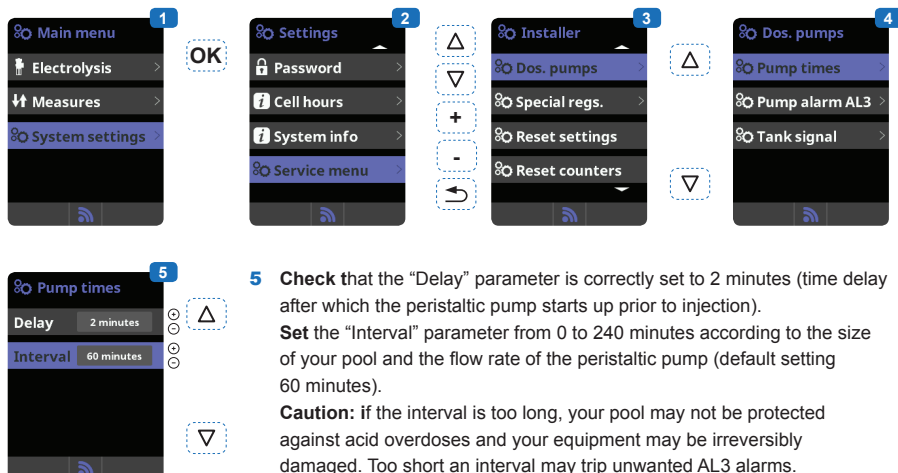 1
Main menu
Electrolysis
Measures
System settings
OK
2
Settings
Password
Cell hours
System info
Service menu
+
-
3
Installer
Dos. pumps
Special regs.
Reset settings
Reset counters
4
Dos. pumps
Pump times
Pump alarm AL3
Tank signal
5
Pump times
Delay 2 minutes
Interval 60 minutes
5 Check that the “Delay” parameter is correctly set to 2 minutes (time delay
after which the peristaltic pump starts up prior to injection).
Set the “Interval” parameter from 0 to 240 minutes according to the size
of your pool and the flow rate of the peristaltic pump (default setting
60 minutes).
Caution: if the interval is too long, your pool may not be protected
against acid overdoses and your equipment may be irreversibly
damaged. Too short an interval may trip unwanted AL3 alarms.